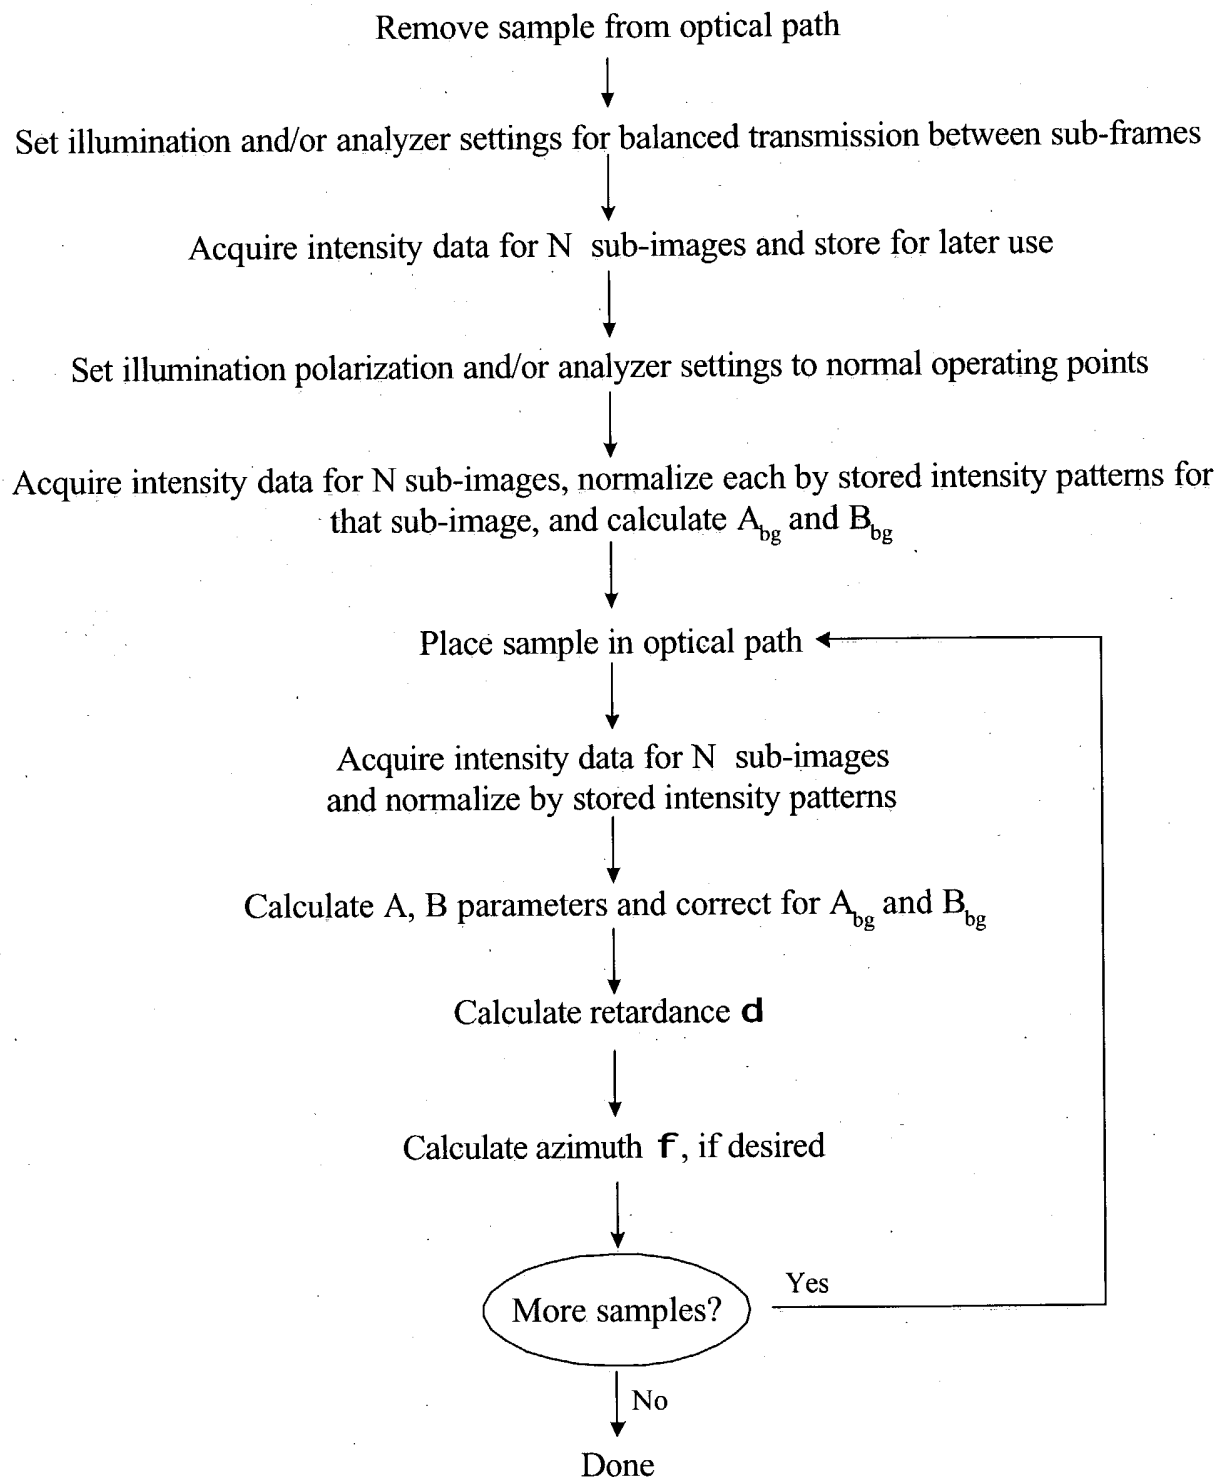 Remove sample from optical path
Set illumination and/or analyzer settings for balanced transmission between sub-frames
Acquire intensity data for N sub-images and store for later use
Set illumination polarization and/or analyzer settings to normal operating points
Acquire intensity data for N sub-images, normalize each by stored intensity patterns for
that sub-image, and calculate Abg and Bbg
Place sample in optical path
Acquire intensity data for N sub-images
and normalize by stored intensity patterns
Calculate A, B parameters and correct for Abg and Bbg
Calculate retardance d
Calculate azimuth f, if desired
Yes
More samples?
No
Done